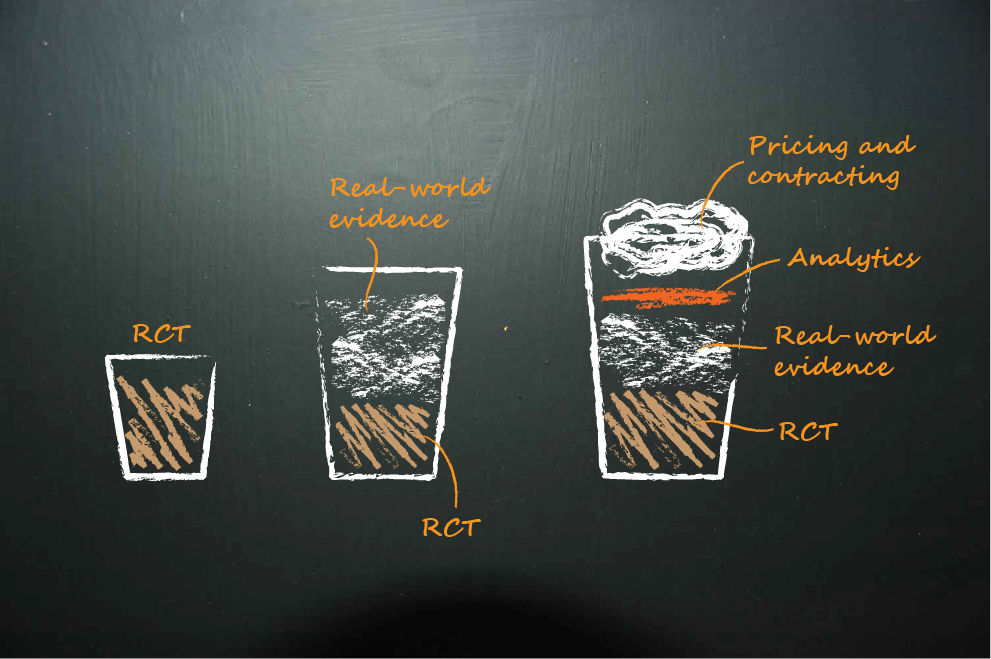 RCT
Real-world
evidence
RCT
Pricing and
contracting
Analytics
Real-world
evidence
RCT